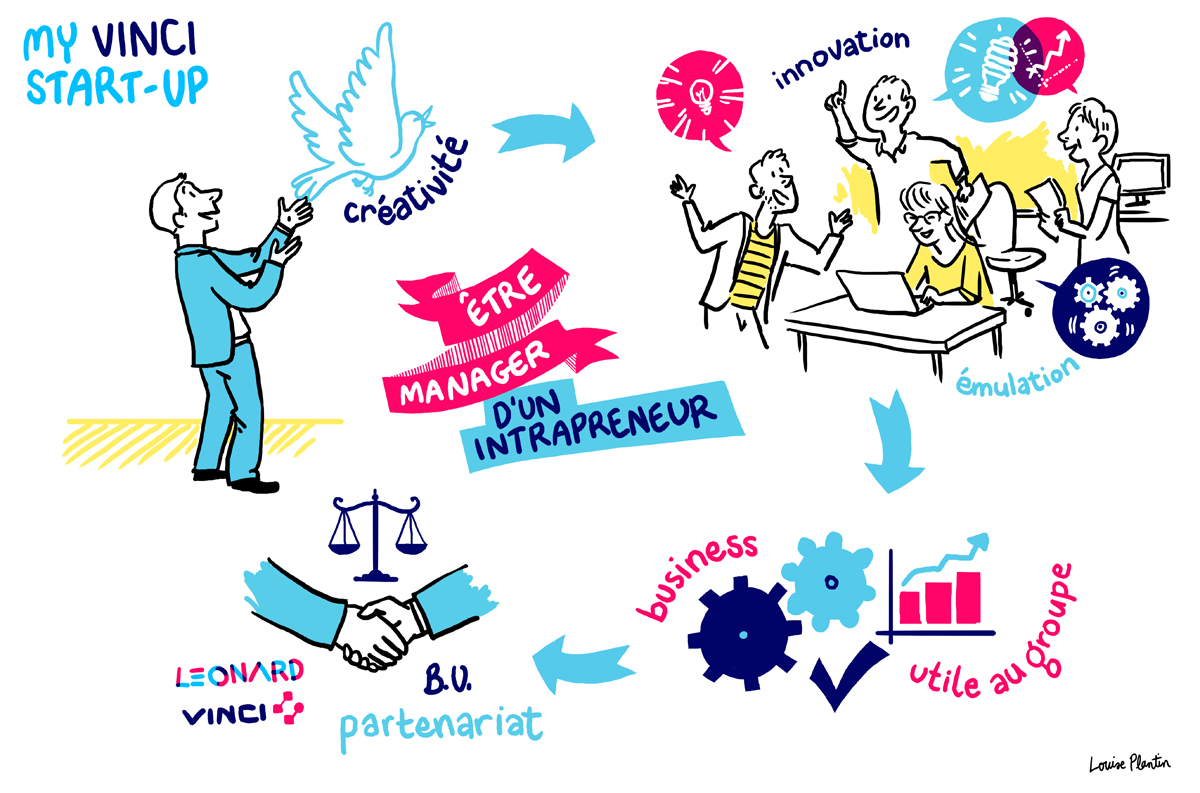 MY VINCI
START-UP
créativité
innovation
ÊTRE
MANAGER
D'UN
INTRAPRENEUR
émulation
business
utile au groupe
LEONARD
VINCI
B.U.
partenariat
Louise Plantin